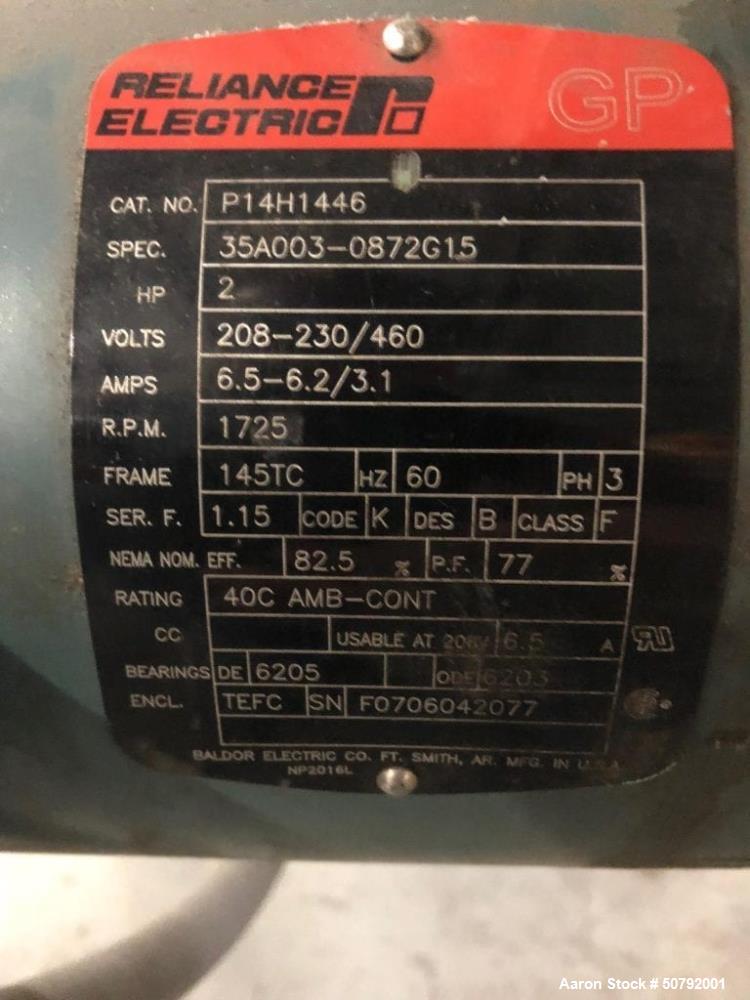 RELIANCE
ELECTRIC
GP
CAT. NO. P14H1446
SPEC. 35A003-0872G15
HP 2
VOLTS 208-230/460
AMPS 6.5-6.2/3.1
R.P.M. 1725
FRAME 145TC HZ 60 PH 3
SER. F. 1.15 CODE K DES B CLASS F
NEMA NOM. EFF. 82.5 % P.F. 77 %
RATING 40C AMB-CONT
CC USABLE AT 208V 6.5 A
BEARINGS DE 6205 ODE 6203
ENCL. TEFC SN F0706042077
BALDOR ELECTRIC CO. FT. SMITH, AR. MFG. IN U.S.A
NP2016L
Aaron Stock # 50792001